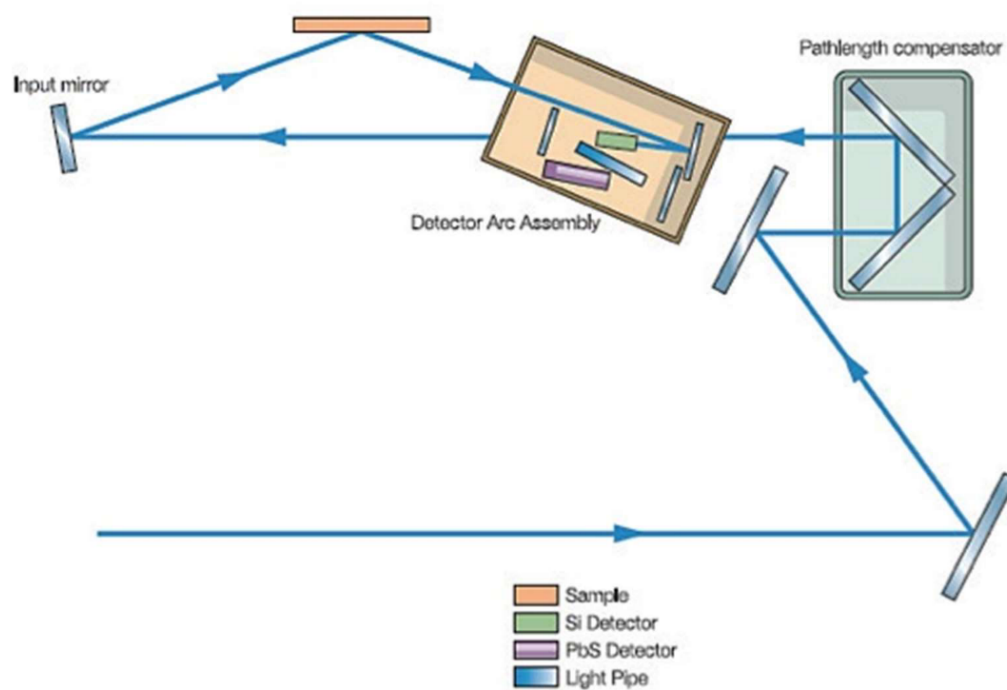 Pathlength compensator
Input mirror
Detector Arc Assembly
Sample
Si Detector
PbS Detector
Light Pipe